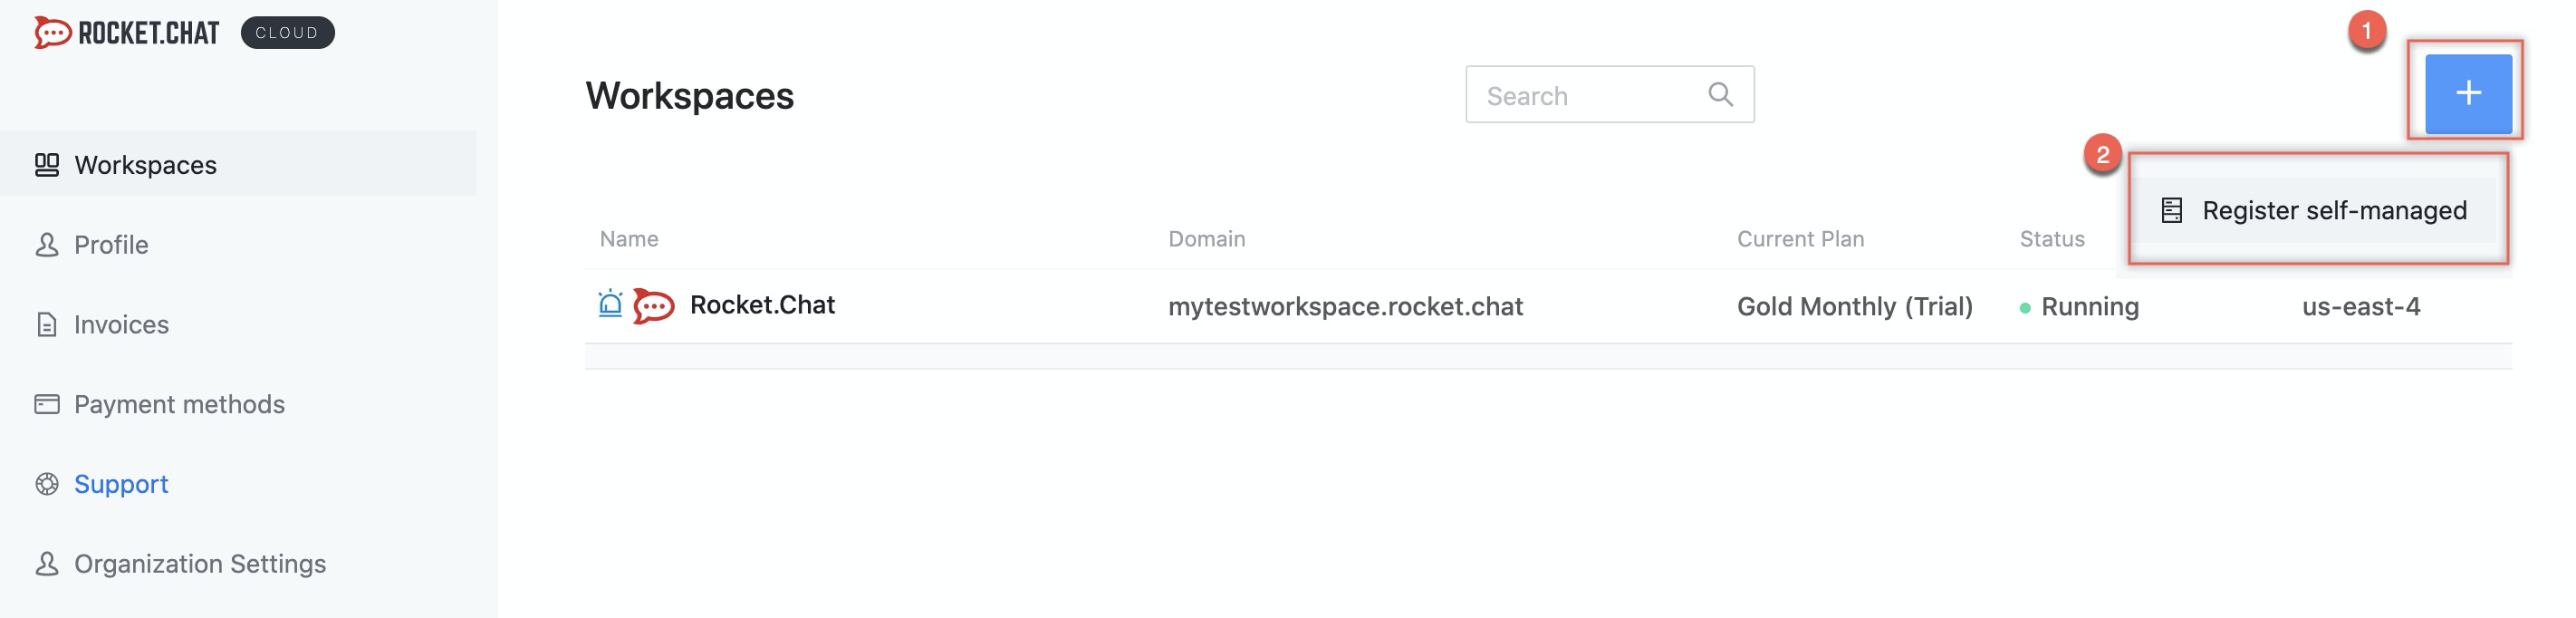 ROCKET.CHAT CLOUD
Workspaces
Profile
Invoices
Payment methods
Support
Organization Settings
Workspaces
Search
1
2
Register self-managed
Name Domain Current Plan Status
Rocket.Chat mytestworkspace.rocket.chat Gold Monthly (Trial) Running us-east-4